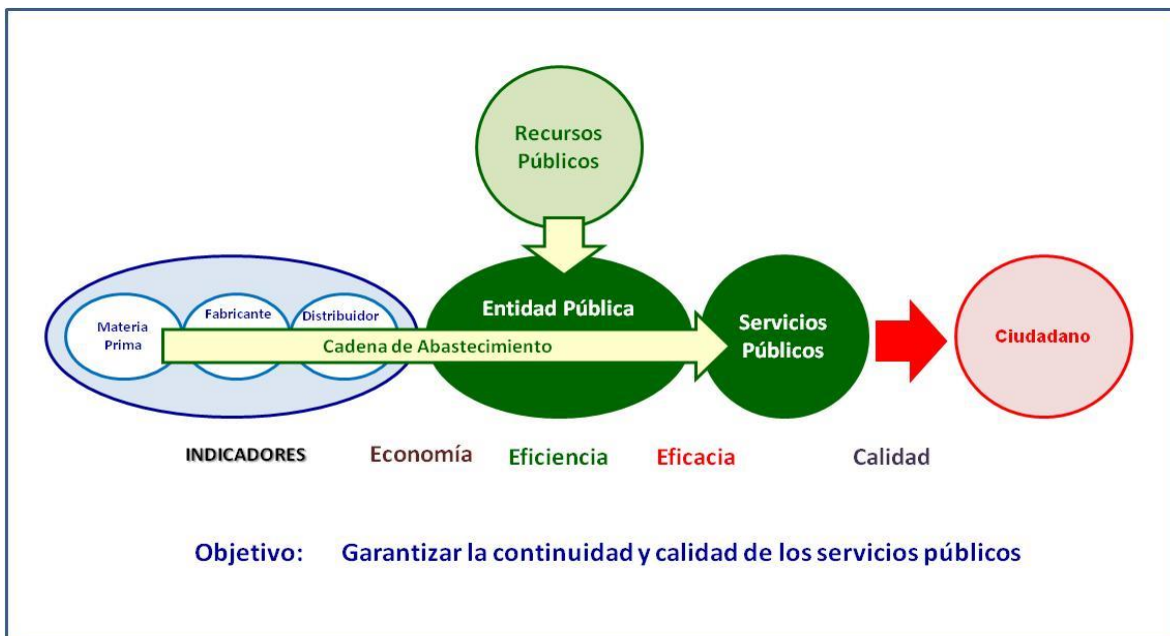 Recursos
Públicos
Entidad Pública
Servicios
Públicos
Materia
Prima
Fabricante
Distribuidor
Cadena de Abastecimiento
Ciudadano
INDICADORES Economía Eficiencia Eficacia Calidad
Objetivo: Garantizar la continuidad y calidad de los servicios públicos